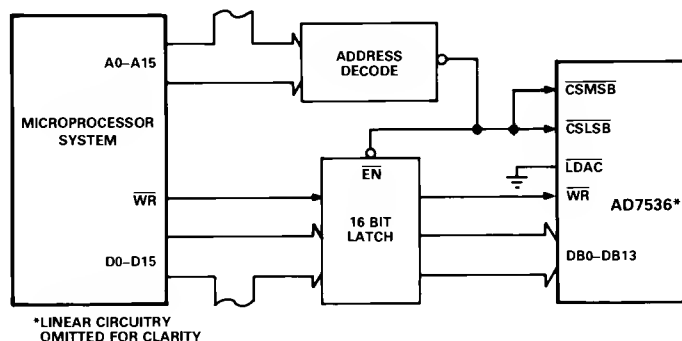 A0–A15
ADDRESS
DECODE
MICROPROCESSOR
SYSTEM
CSMSB
CSLSB
EN
LDAC
WR
16 BIT
LATCH
WR
AD7536*
D0–D15
DB0–DB13
*LINEAR CIRCUITRY
OMITTED FOR CLARITY